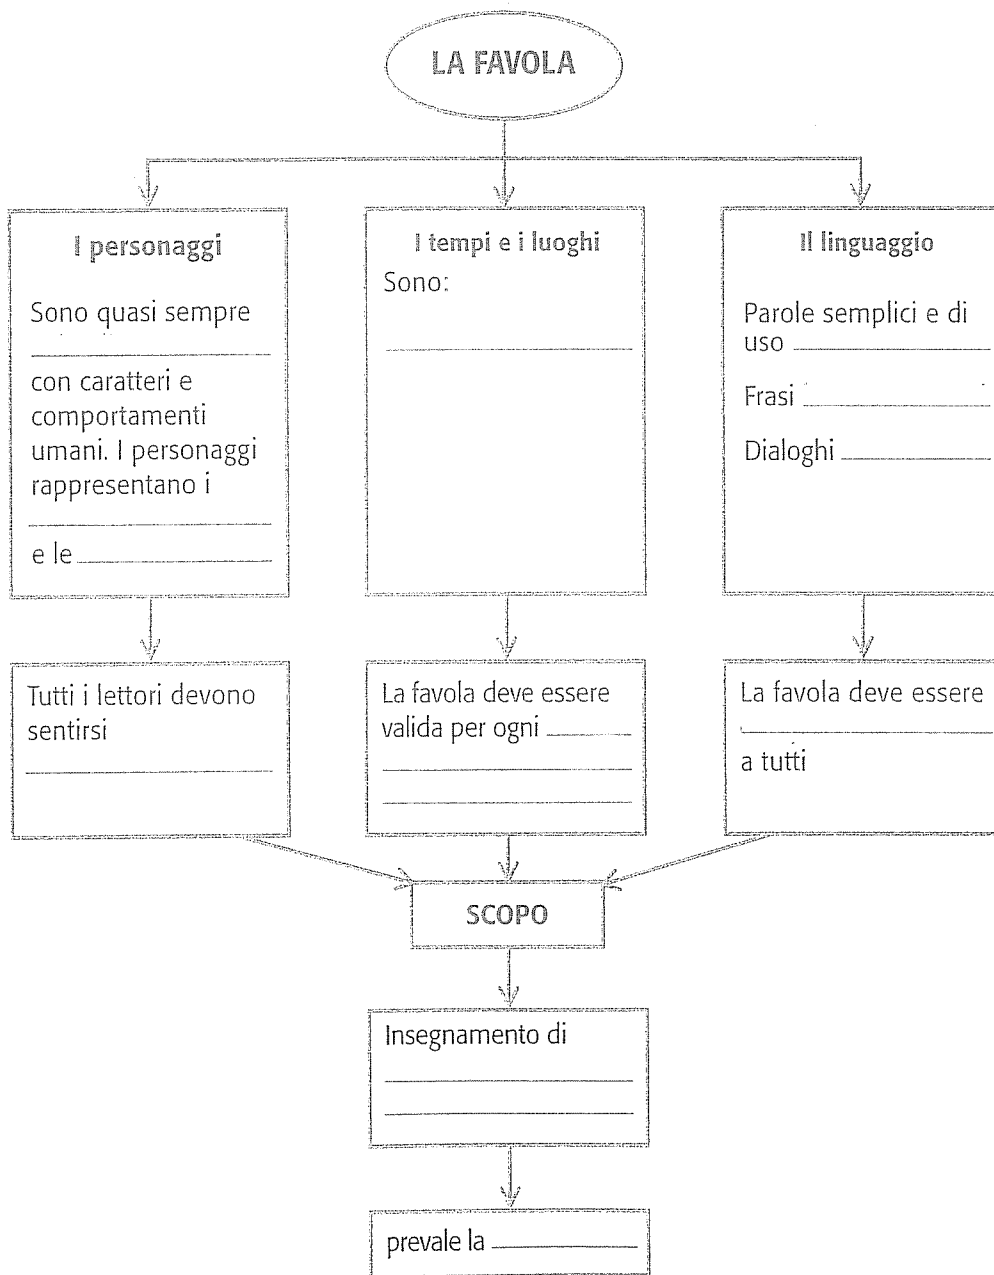 LA FAVOLA
I personaggi
Sono quasi sempre
con caratteri e
comportamenti
umani. I personaggi
rappresentano i
e le
I tempi e i luoghi
Sono:
Il linguaggio
Parole semplici e di
uso
Frasi
Dialoghi
Tutti i lettori devono
sentirsi
La favola deve essere
valida per ogni
La favola deve essere
a tutti
SCOPO
Insegnamento di
prevale la